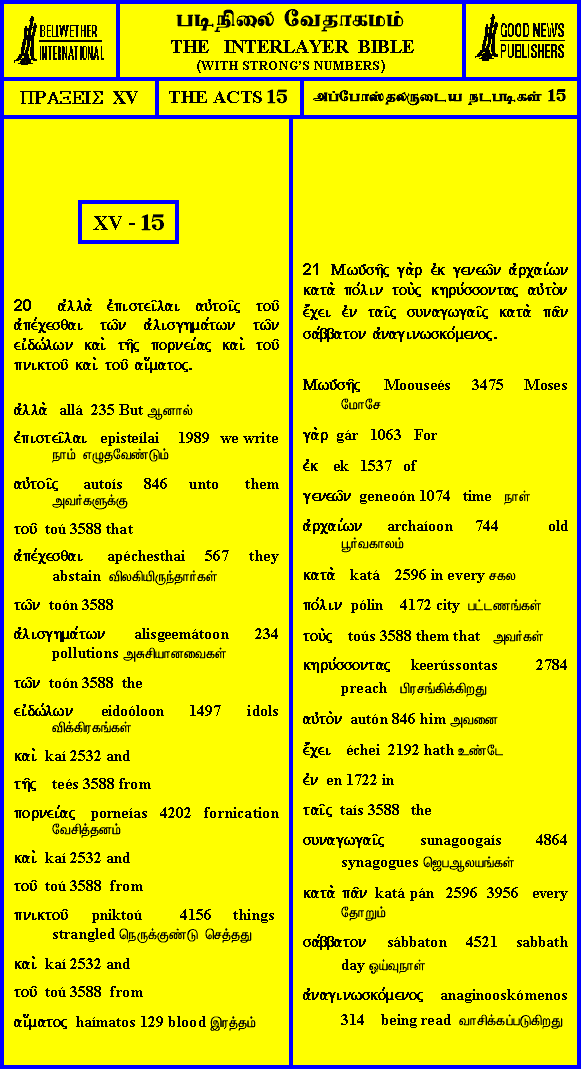 BELLWETHER
INTERNATIONAL
படிநிலை வேதாகமம்
THE INTERLAYER BIBLE
(WITH STRONG'S NUMBERS)
GOOD NEWS
PUBLISHERS
ΠΡΑΞΕΙΣ XV
THE ACTS 15
அப்போஸ்தலருடைய நடபடிகள் 15
XV - 15
20 ἀλλὰ ἐπιστεῖλαι αὐτοῖς τοῦ
ἀπέχεσθαι τῶν ἀλισγημάτων τῶν
εἰδώλων καὶ τῆς πορνείας καὶ τοῦ
πνικτοῦ καὶ τοῦ αἵματος.
ἀλλὰ allá 235 But ஆனால்
ἐπιστεῖλαι episteílai 1989 we write
நாம் எழுதவேண்டும்
αὐτοῖς autoís 846 unto them
அவர்களுக்கு
τοῦ toú 3588 that
ἀπέχεσθαι apéchesthai 567 they
abstain விலகியிருந்தார்கள்
τῶν toón 3588
ἀλισγημάτων alisgeemátoon 234
pollutions அசுசியானவைகள்
τῶν toón 3588 the
εἰδώλων eidoóloon 1497 idols
விக்கிரகங்கள்
καὶ kaí 2532 and
τῆς teés 3588 from
πορνείας porneías 4202 fornication
வேசித்தனம்
καὶ kaí 2532 and
τοῦ toú 3588 from
πνικτοῦ pniktoú 4156 things
strangled நெருக்குண்டு செத்தது
καὶ kaí 2532 and
τοῦ toú 3588 from
αἵματος haímatos 129 blood இரத்தம்
21 Μωϋσῆς γὰρ ἐκ γενεῶν ἀρχαίων
κατὰ πόλιν τοὺς κηρύσσοντας αὐτὸν
ἔχει ἐν ταῖς συναγωγαῖς κατὰ πᾶν
σάββατον ἀναγινωσκόμενος.
Μωϋσῆς Moouseés 3475 Moses
மோசே
γὰρ gár 1063 For
ἐκ ek 1537 of
γενεῶν geneoón 1074 time நாள்
ἀρχαίων archaíoon 744 old
பூர்வகாலம்
κατὰ katá 2596 in every சகல
πόλιν pólin 4172 city பட்டணங்கள்
τοὺς toús 3588 them that அவர்கள்
κηρύσσοντας keerússontas 2784
preach பிரசங்கிக்கிறது
αὐτὸν autón 846 him அவனை
ἔχει échei 2192 hath உண்டே
ἐν en 1722 in
ταῖς taís 3588 the
συναγωγαῖς sunagoogaís 4864
synagogues ஜெபஆலயங்கள்
κατὰ πᾶν katá pán 2596 3956 every
தோறும்
σάββατον sábbaton 4521 sabbath
day ஓய்வுநாள்
ἀναγινωσκόμενος anaginooskómenos
314 being read வாசிக்கப்படுகிறது